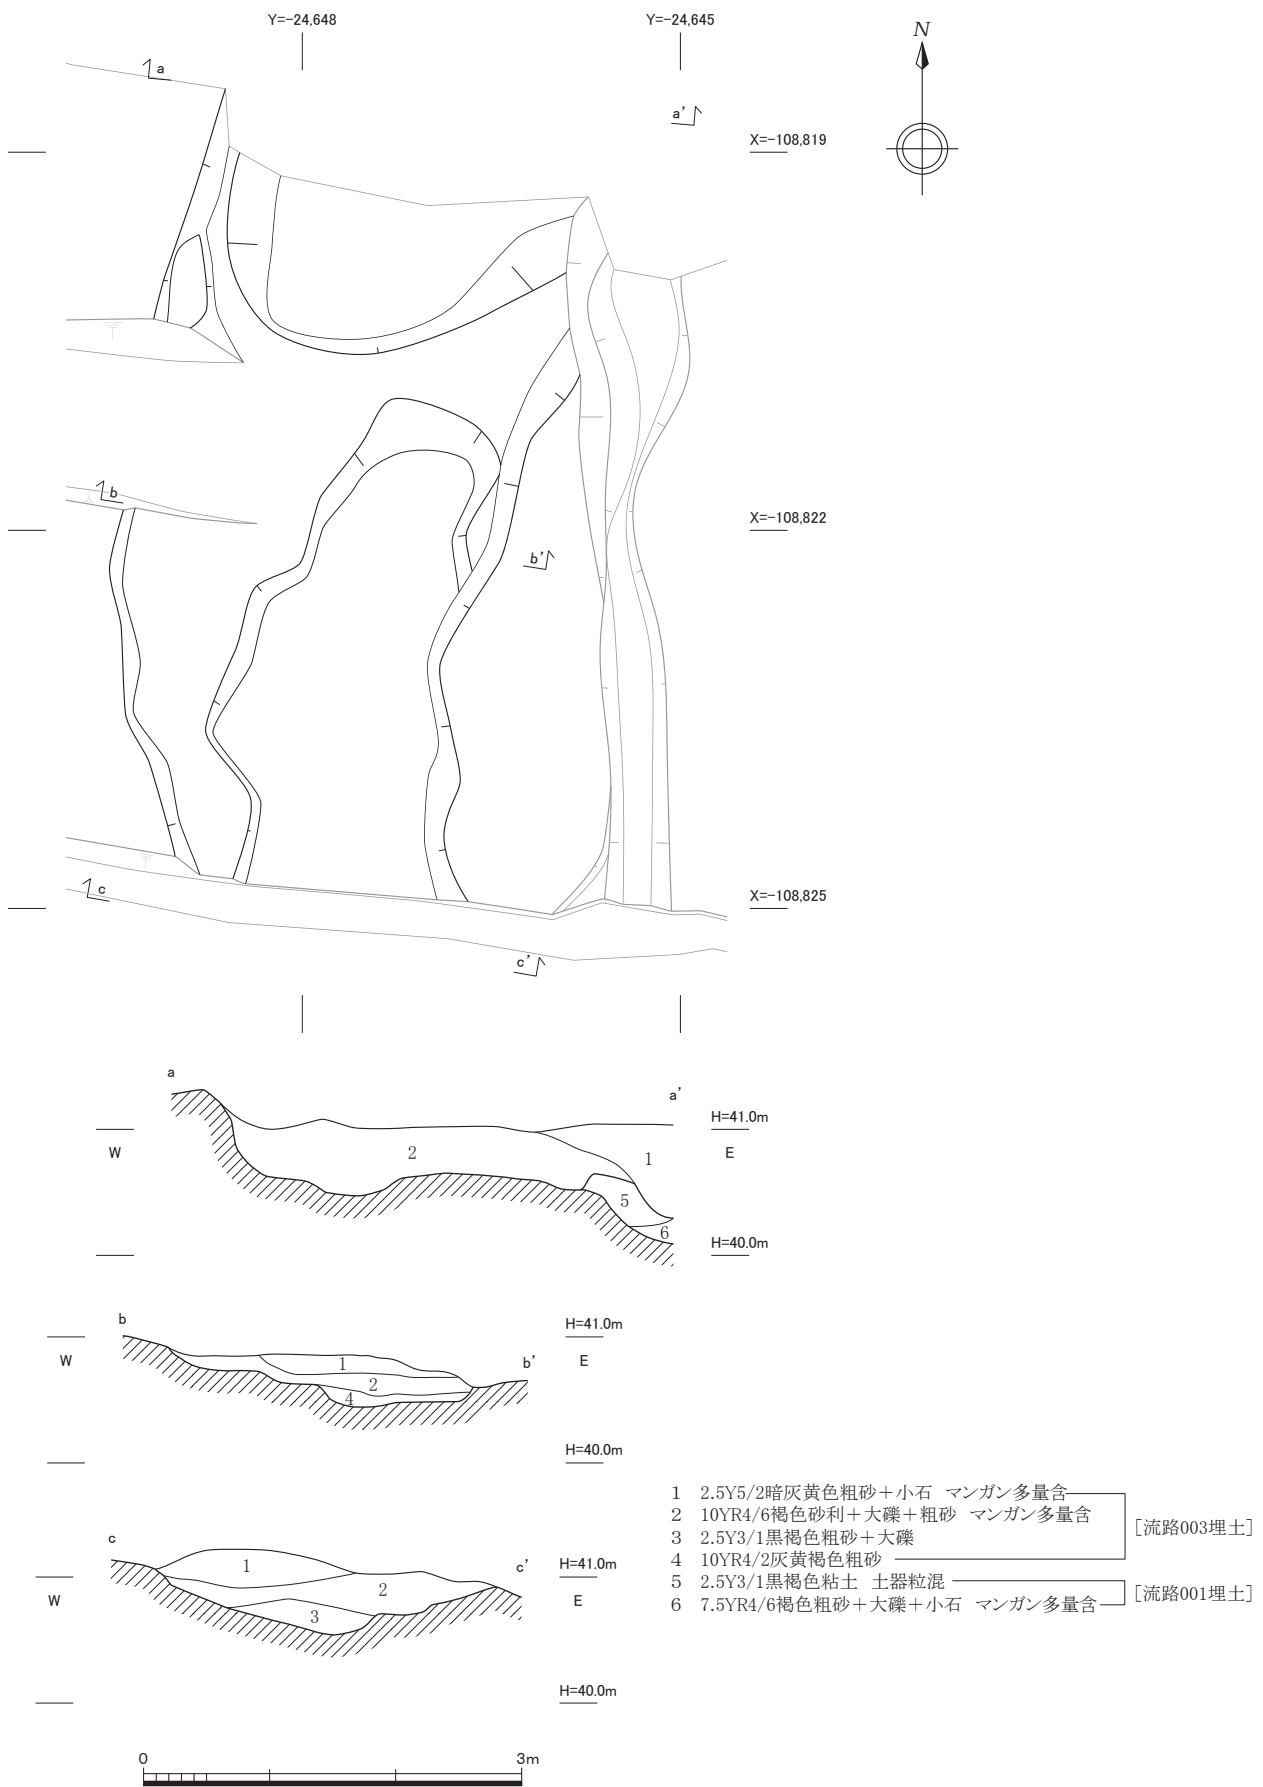 Y=-24,648
Y=-24,645
N
a
a'
X=-108,819
b
b'
X=-108,822
c
c'
X=-108,825
a
a'
H=41.0m
W
E
2
1
5
6
H=40.0m
b
b'
H=41.0m
W
E
1
2
4
H=40.0m
c
c'
H=41.0m
W
E
1
2
3
H=40.0m
1 2.5Y5/2暗灰黄色粗砂＋小石 マンガン多量含
2 10YR4/6褐色砂利＋大礫＋粗砂 マンガン多量含
3 2.5Y3/1黒褐色粗砂＋大礫
4 10YR4/2灰黄褐色粗砂
［流路003埋土］
5 2.5Y3/1黒褐色粘土 土器粒混
6 7.5YR4/6褐色粗砂＋大礫＋小石 マンガン多量含
［流路001埋土］
0 3m